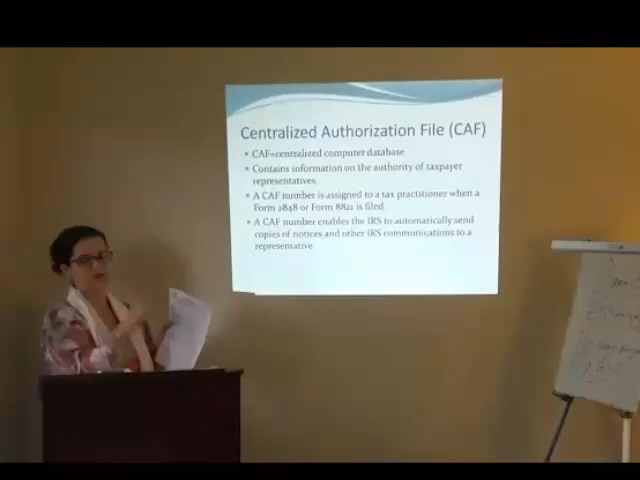 Centralized Authorization File (CAF)
CAF=centralized computer database
Contains information on the authority of taxpayer
representatives.
A CAF number is assigned to a tax practitioner when a
Form 2848 or Form 8821 is filed.
A CAF number enables the IRS to automatically send
copies of notices and other IRS communications to a
representative.